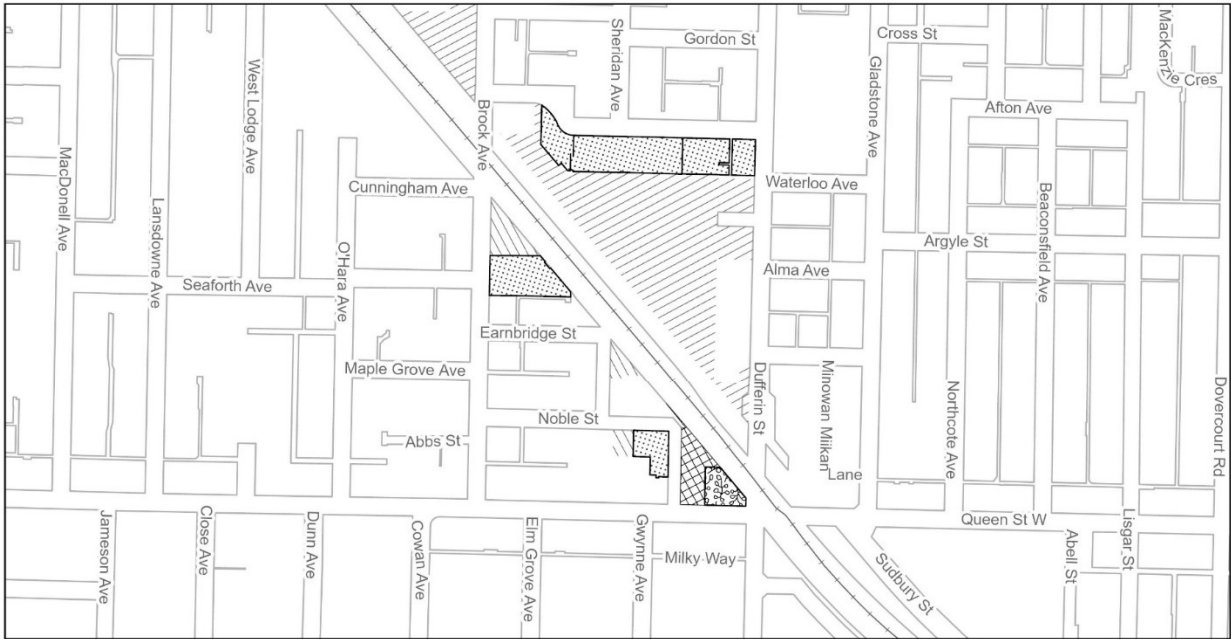 Gordon St
Cross St
MacKenzie Cres
Sheridan Ave
West Lodge Ave
Gladstone Ave
Afton Ave
Brock Ave
MacDonell Ave
Lansdowne Ave
Cunningham Ave
Waterloo Ave
Beaconsfield Ave
O'Hara Ave
Argyle St
Alma Ave
Seaforth Ave
Earnbridge St
Maple Grove Ave
Dufferin St
Minowan Miikan
Lane
Northcote Ave
Dovercourt Rd
Noble St
Abbs St
Queen St W
Jameson Ave
Close Ave
Dunn Ave
Cowan Ave
Elm Grove Ave
Gwynne Ave
Milky Way
Sudbury St
Abell St
Lisgar St